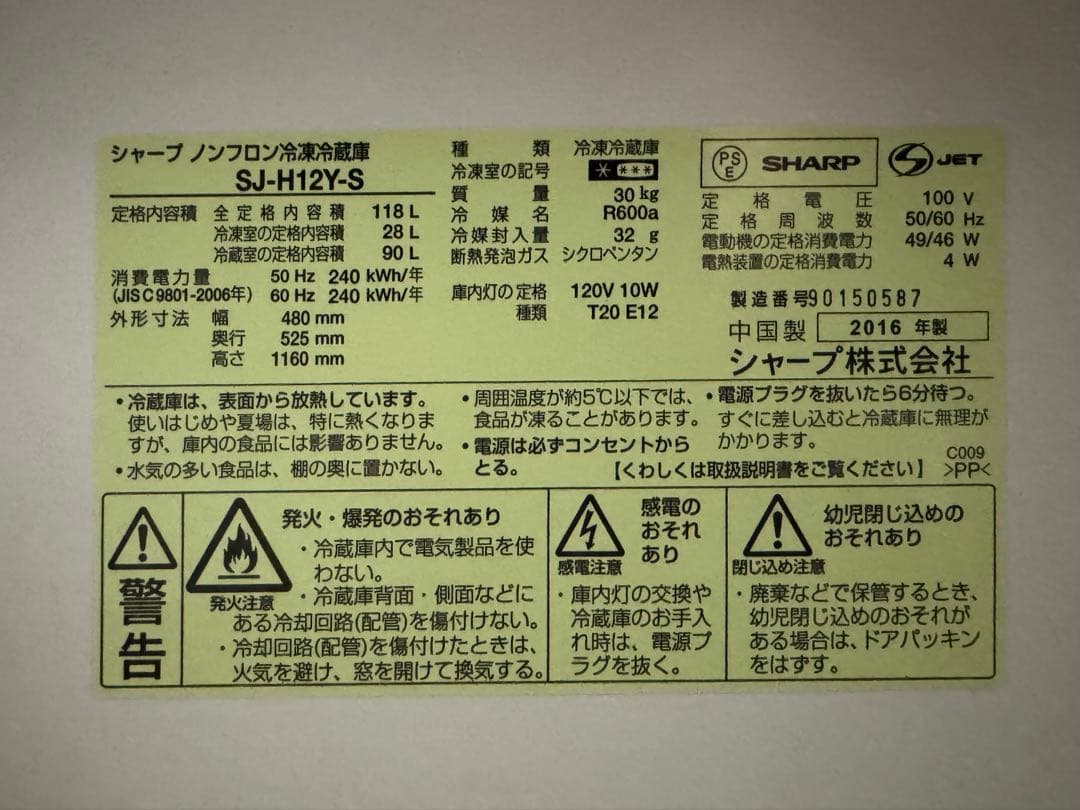 シャープ ノンフロン冷凍冷蔵庫
SJ-H12Y-S
定格内容積 全定格内容積 118 L
冷凍室の定格内容積 28 L
冷蔵室の定格内容積 90 L
消費電力量 50 Hz 240 kWh/年
(JIS C 9801-2006年) 60 Hz 240 kWh/年
外形寸法 幅 480 mm
奥行 525 mm
高さ 1160 mm
種類 冷凍冷蔵庫
冷凍室の記号
質量 30 kg
冷媒名 R600a
冷媒封入量 32 g
断熱発泡ガス シクロペンタン
庫内灯の定格 120V 10W
種類 T20 E12
PS
E
SHARP
JET
定格電圧 100 V
定格周波数 50/60 Hz
電動機の定格消費電力 49/46 W
電熱装置の定格消費電力 4 W
製造番号 90150587
中国製 2016 年製
シャープ株式会社
・冷蔵庫は、表面から放熱しています。
使いはじめや夏場は、特に熱くなりま
すが、庫内の食品には影響ありません。
・水気の多い食品は、棚の奥に置かない。
・周囲温度が約5℃以下では、
食品が凍ることがあります。
・電源は必ずコンセントから
とる。
・電源プラグを抜いたら6分待つ。
すぐに差し込むと冷蔵庫に無理が
かかります。
【くわしくは取扱説明書をご覧ください】
C009
>PP<
警告
発火注意
発火・爆発のおそれあり
・冷蔵庫内で電気製品を使
わない。
・冷蔵庫背面・側面などに
ある冷却回路(配管)を傷付けない。
・冷却回路(配管)を傷付けたときは、
火気を避け、窓を開けて換気する。
感電注意
感電の
おそれ
あり
・庫内灯の交換や
冷蔵庫のお手入
れ時は、電源プ
ラグを抜く。
閉じ込め注意
幼児閉じ込めの
おそれあり
・廃棄などで保管するとき、
幼児閉じ込めのおそれが
ある場合は、ドアパッキン
をはずす。